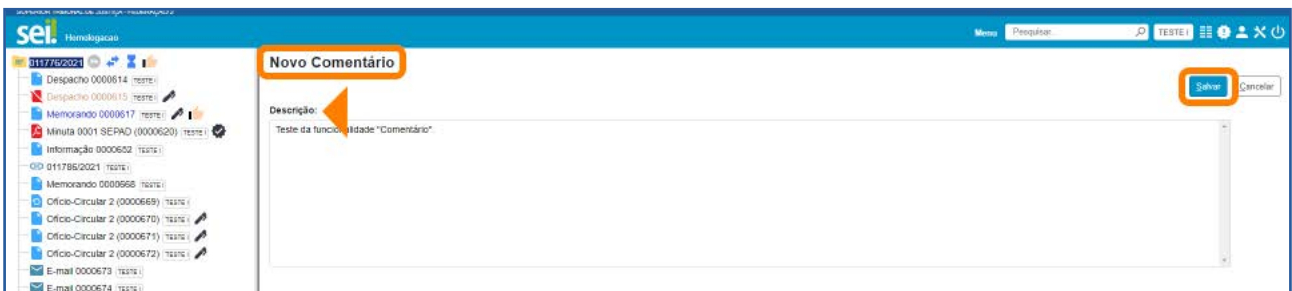 sei!
Homologacao
Menu
Pesquisar...
TESTE I
011776/2021
Despacho 0000614 TESTE I
Despacho 0000615 TESTE I
Memorando 0000617 TESTE I
Minuta 0001 SEPAD (0000620) TESTE I
Informação 0000652 TESTE I
011786/2021 TESTE I
Memorando 0000668 TESTE I
Ofício-Circular 2 (0000669) TESTE I
Ofício-Circular 2 (0000670) TESTE I
Ofício-Circular 2 (0000671) TESTE I
Ofício-Circular 2 (0000672) TESTE I
E-mail 0000673 TESTE I
E-mail 0000674 TESTE I
Novo Comentário
Salvar
Cancelar
Descrição:
Teste da funcionalidade "Comentário".